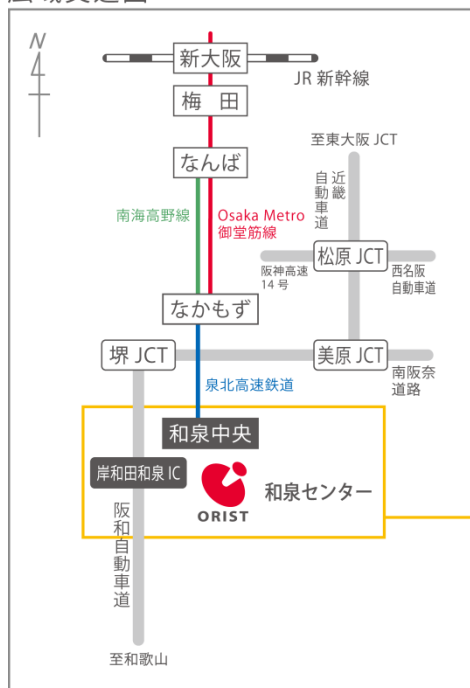 N
新大阪
JR 新幹線
梅 田
至東大阪 JCT
なんば
近畿
自動車道
南海高野線
Osaka Metro
御堂筋線
松原 JCT
阪神高速
14 号
西名阪
自動車道
なかもず
堺 JCT
美原 JCT
南阪奈
道路
泉北高速鉄道
和泉中央
岸和田和泉 IC
和泉センター
ORIST
阪和自動車道
至和歌山